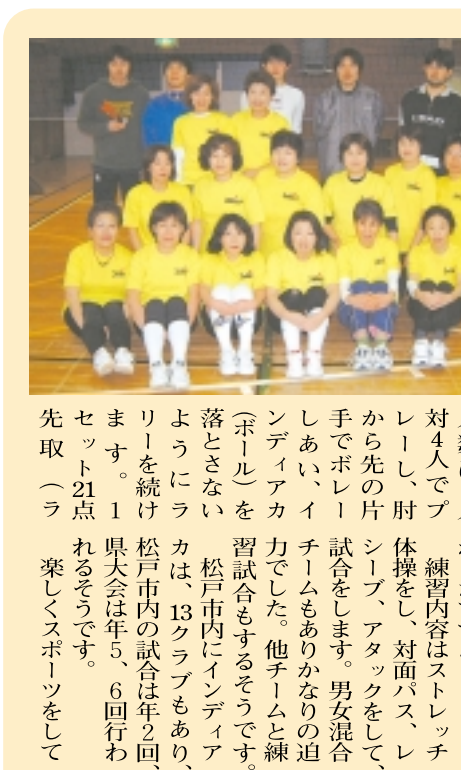 対４人でプ
レーし、肘
から先の片
手でボレー
しあい、イ
ンディアカ
（ボール）を
落とさない
ようにラ
リーを続け
ます。１
セット21点
先取（ラ
練習内容はストレッチ
体操をし、対面パス、レ
シーブ、アタックをして、
試合をします。男女混合
チームもありかなりの迫
力でした。他チームと練
習試合もするそうです。
松戸市内にインディア
カは、13クラブもあり、
松戸市内の試合は年２回、
県大会は年５、６回行わ
れるそうです。
楽しくスポーツをして